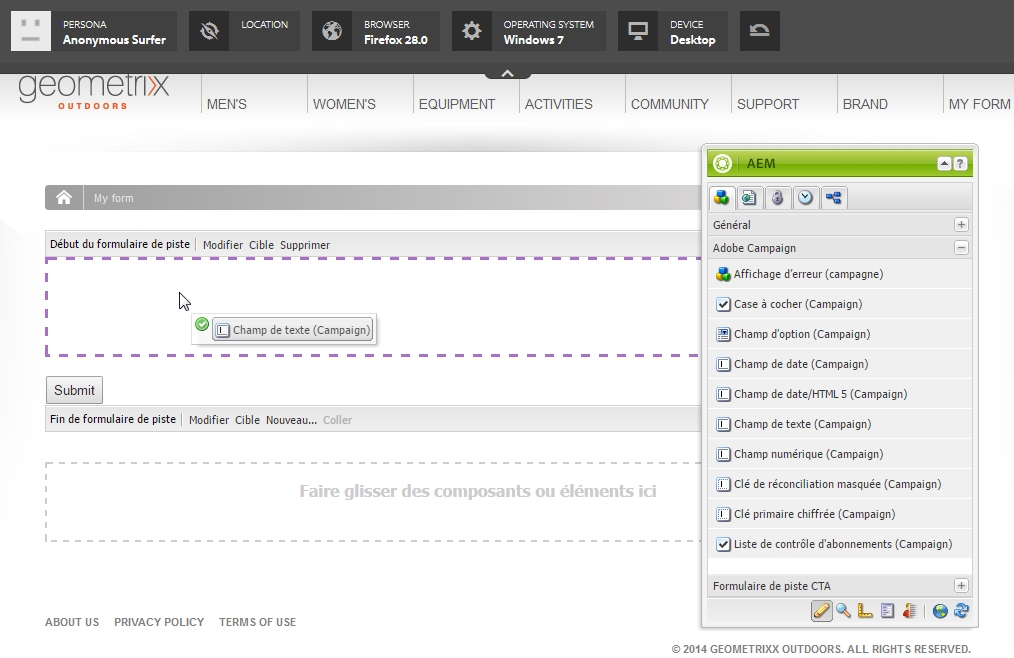 PERSONA
Anonymous Surfer
LOCATION
BROWSER
Firefox 28.0
OPERATING SYSTEM
Windows 7
DEVICE
Desktop
geometrixx
OUTDOORS
MEN'S
WOMEN'S
EQUIPMENT
ACTIVITIES
COMMUNITY
SUPPORT
BRAND
MY FORM
My form
Début du formulaire de piste
Modifier Cible Supprimer
Champ de texte (Campaign)
Submit
Fin de formulaire de piste
Modifier Cible Nouveau... Coller
Faire glisser des composants ou éléments ici
AEM
?
Général
Adobe Campaign
Affichage d'erreur (campagne)
Case à cocher (Campaign)
Champ d'option (Campaign)
Champ de date (Campaign)
Champ de date/HTML 5 (Campaign)
Champ de texte (Campaign)
Champ numérique (Campaign)
Clé de réconciliation masquée (Campaign)
Clé primaire chiffrée (Campaign)
Liste de contrôle d'abonnements (Campaign)
Formulaire de piste CTA
ABOUT US PRIVACY POLICY TERMS OF USE
© 2014 GEOMETRIXX OUTDOORS. ALL RIGHTS RESERVED.